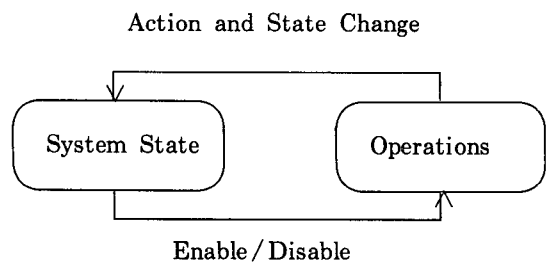 Action and State Change
System State
Operations
Enable/Disable